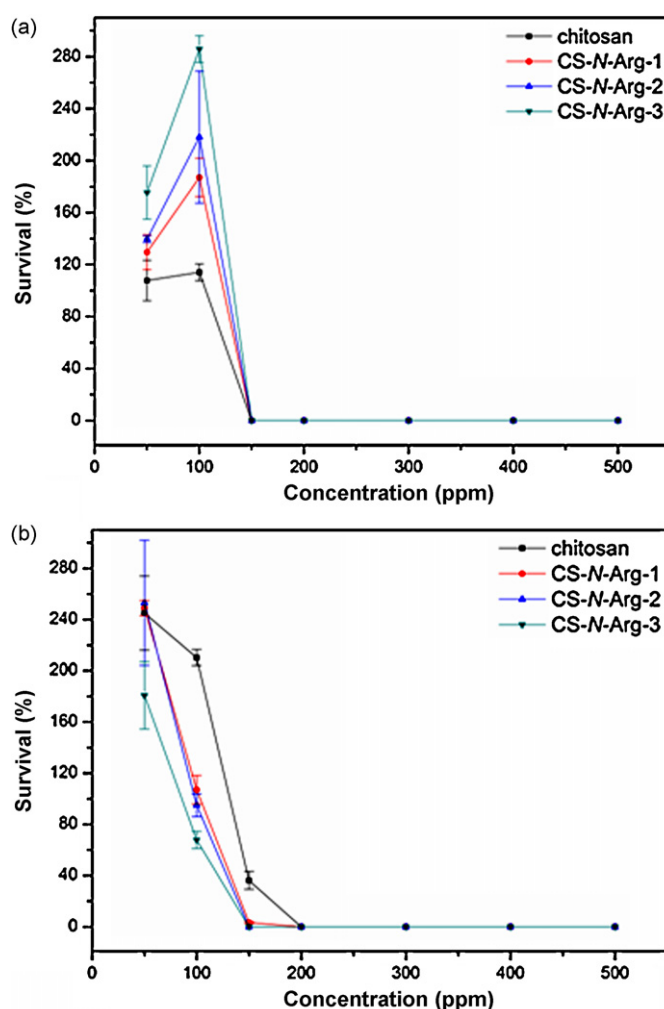 (a)
280
240
200
160
120
80
40
0
Survival (%)
chitosan
CS-N-Arg-1
CS-N-Arg-2
CS-N-Arg-3
0 100 200 300 400 500
Concentration (ppm)
(b)
280
240
200
160
120
80
40
0
Survival (%)
chitosan
CS-N-Arg-1
CS-N-Arg-2
CS-N-Arg-3
0 100 200 300 400 500
Concentration (ppm)